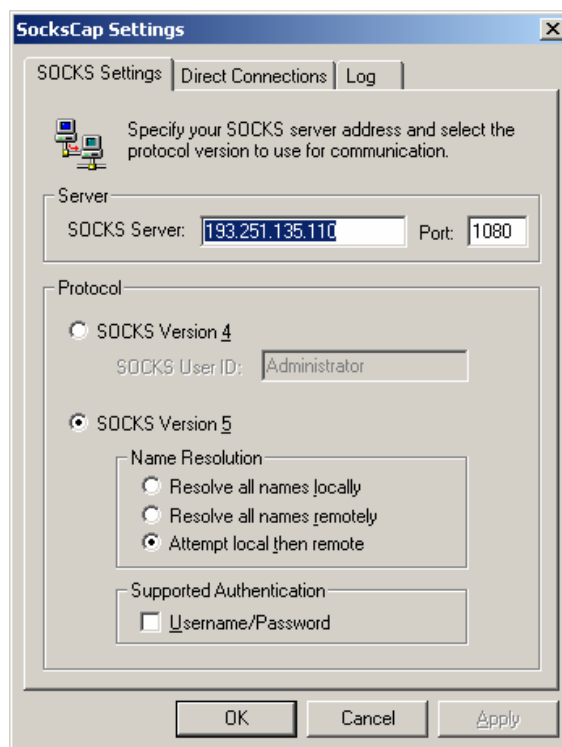 SocksCap Settings
SOCKS Settings Direct Connections Log
Specify your SOCKS server address and select the
protocol version to use for communication.
Server
SOCKS Server: 193.251.135.110 Port: 1080
Protocol
SOCKS Version 4
SOCKS User ID: Administrator
SOCKS Version 5
Name Resolution
Resolve all names locally
Resolve all names remotely
Attempt local then remote
Supported Authentication
Username/Password
OK Cancel Apply